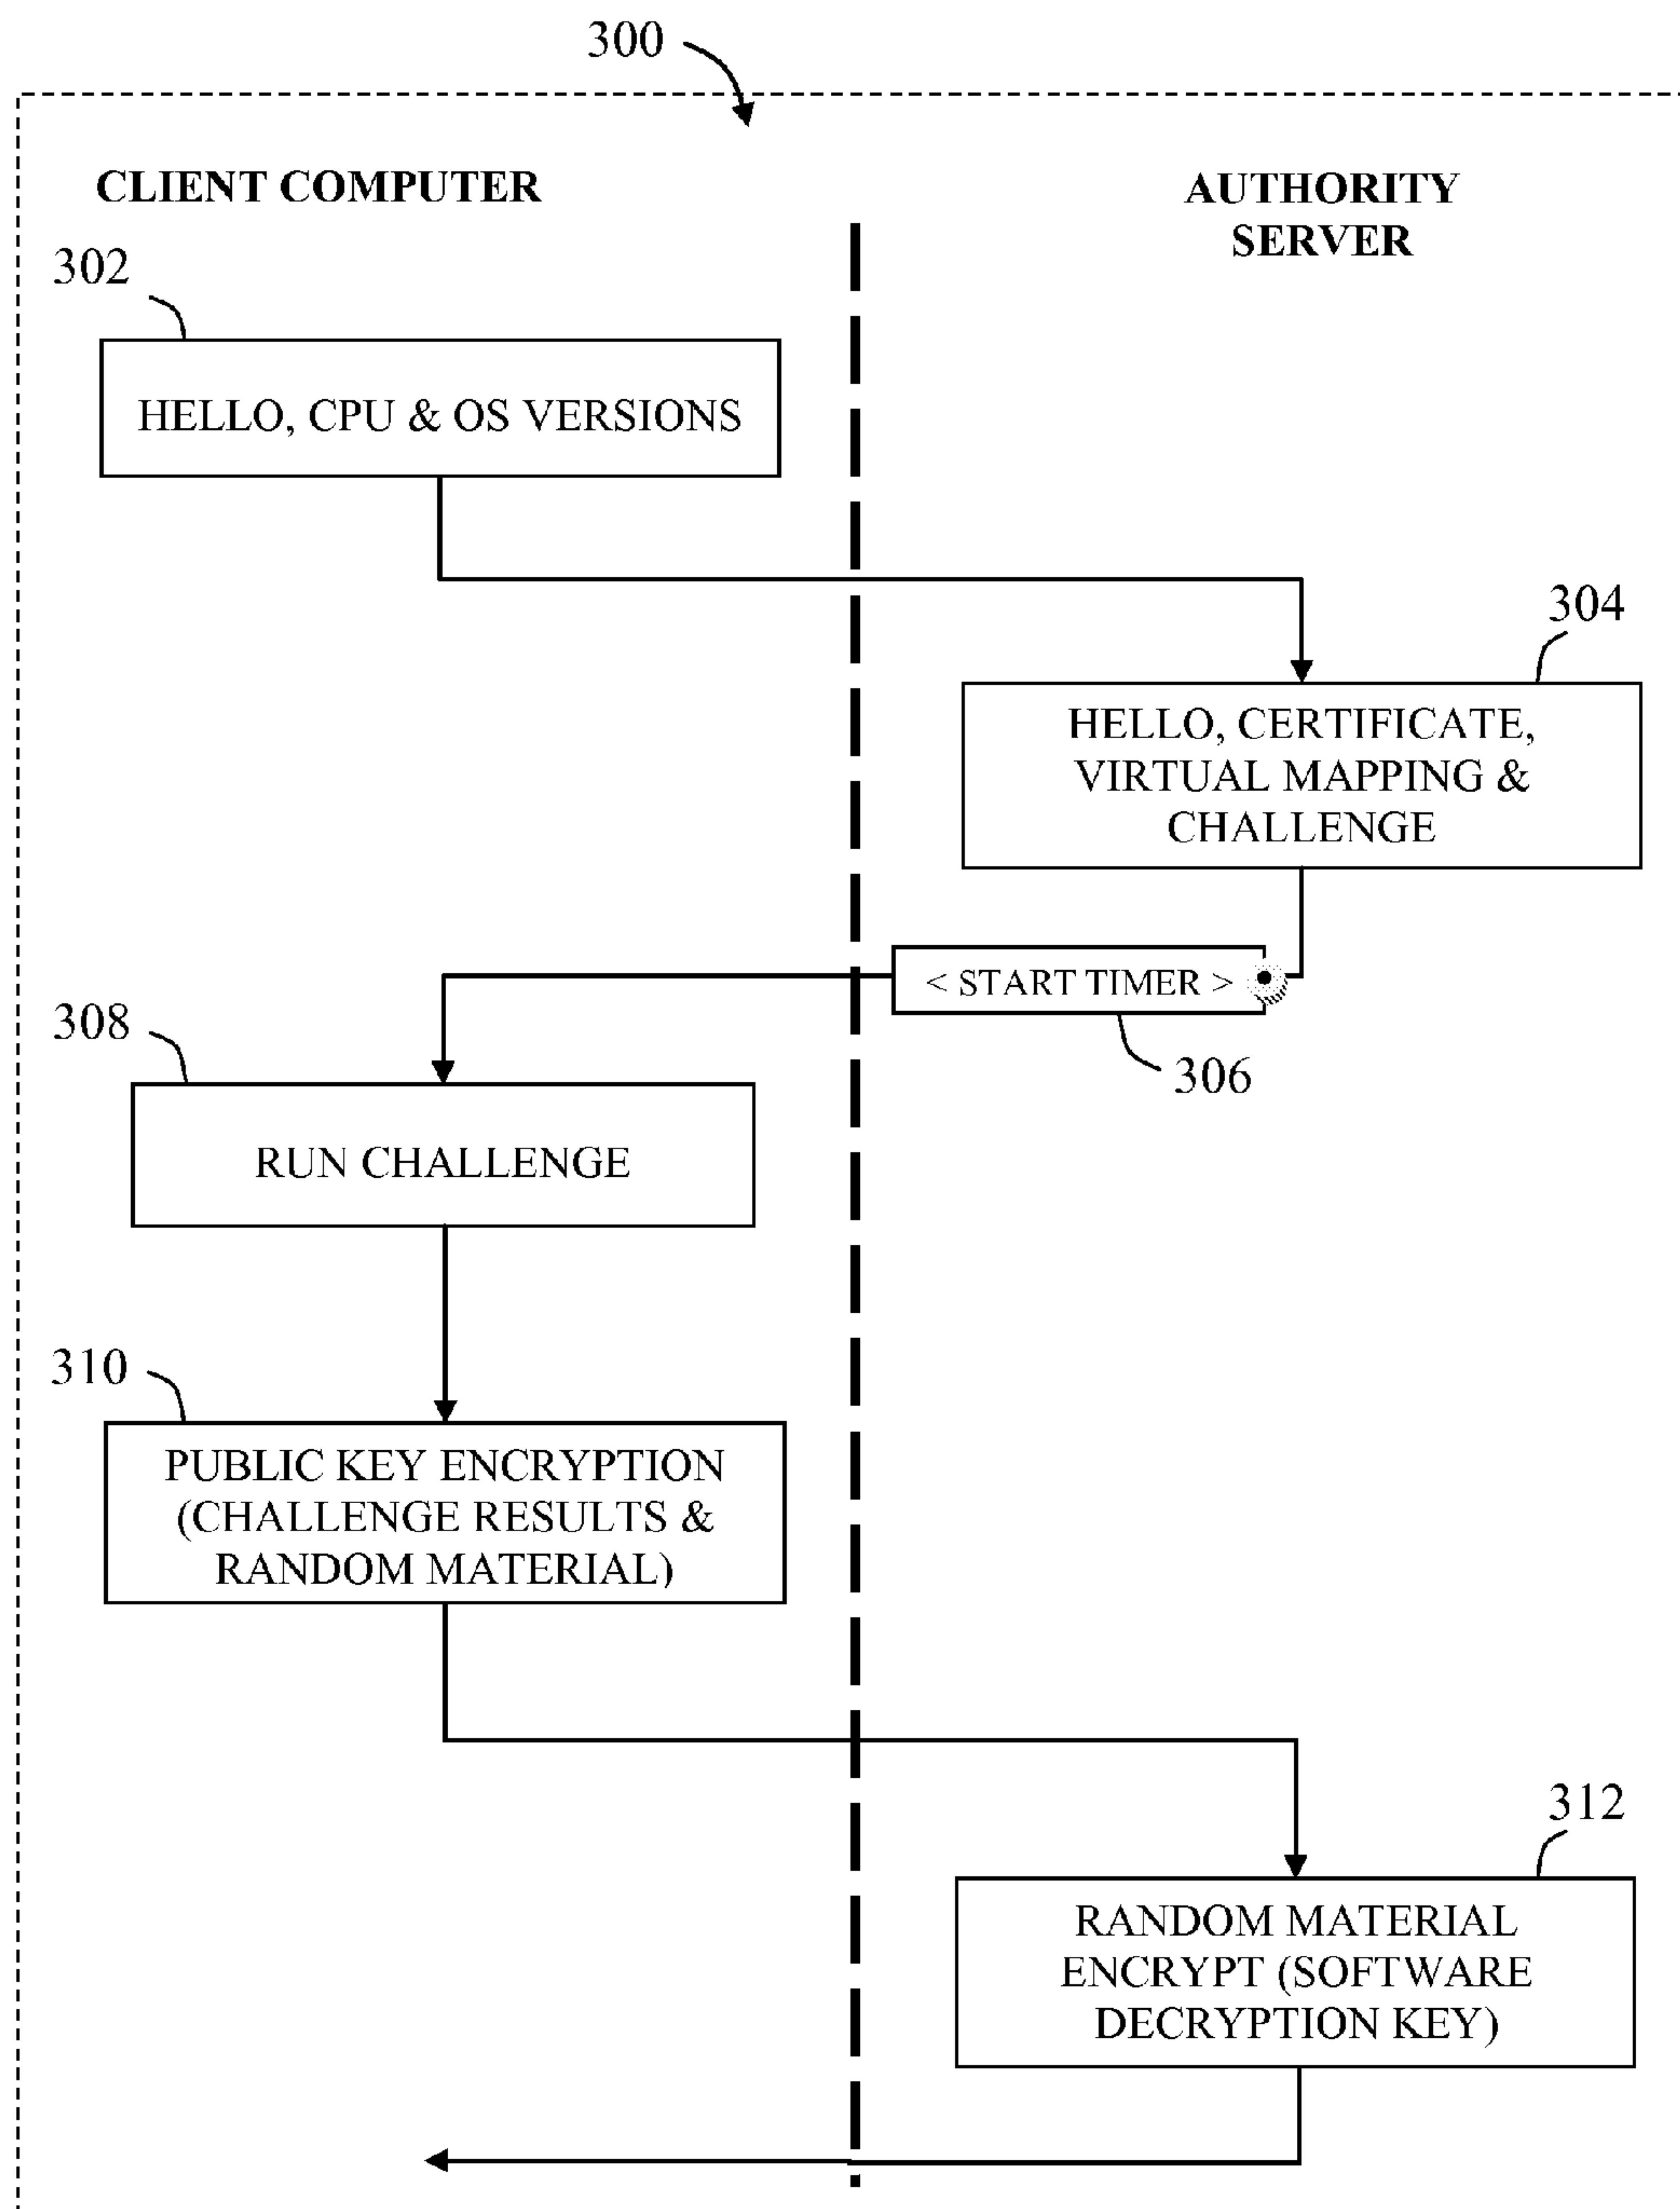 300
CLIENT COMPUTER
AUTHORITY
SERVER
302
HELLO, CPU & OS VERSIONS
304
HELLO, CERTIFICATE,
VIRTUAL MAPPING &
CHALLENGE
< START TIMER >
306
308
RUN CHALLENGE
310
PUBLIC KEY ENCRYPTION
(CHALLENGE RESULTS &
RANDOM MATERIAL)
312
RANDOM MATERIAL
ENCRYPT (SOFTWARE
DECRYPTION KEY)